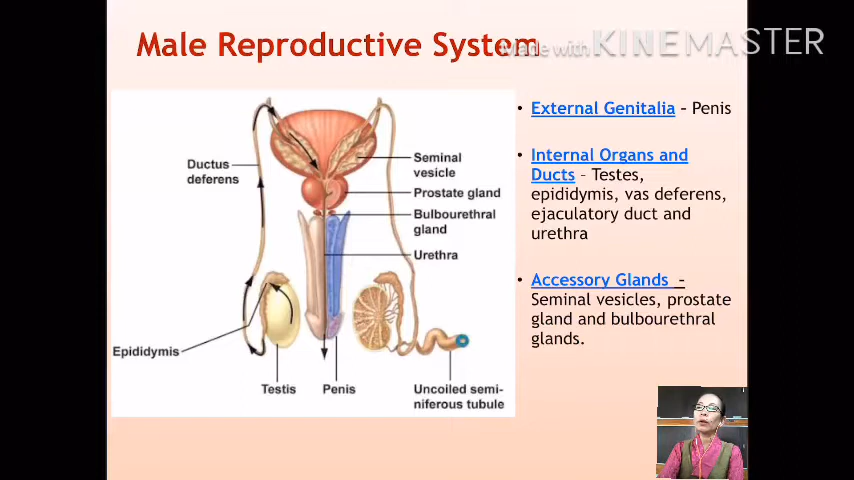 Male Reproductive System
Made with KINEMASTER
• External Genitalia – Penis
• Internal Organs and
Ducts – Testes,
epididymis, vas deferens,
ejaculatory duct and
urethra
• Accessory Glands –
Seminal vesicles, prostate
gland and bulbourethral
glands.
Ductus
deferens
Seminal
vesicle
Prostate gland
Bulbourethral
gland
Urethra
Epididymis
Testis
Penis
Uncoiled semi-
niferous tubule